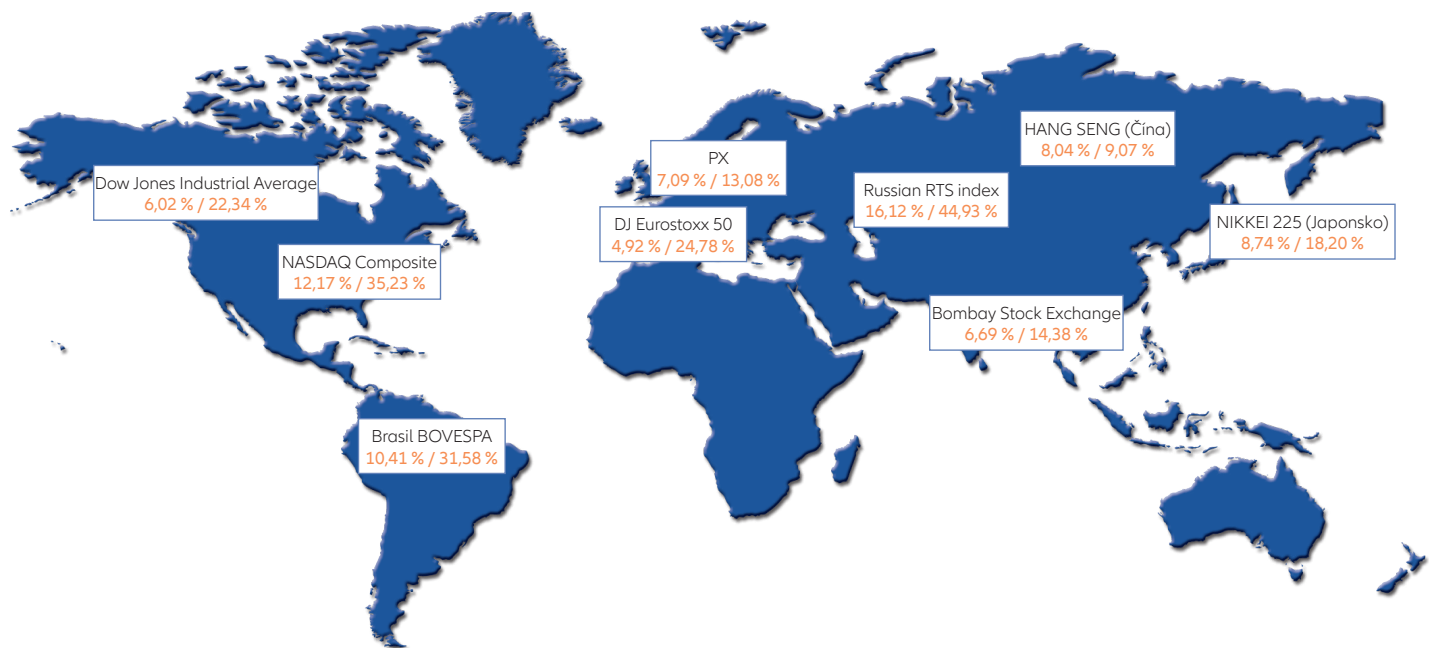 HANG SENG (Čína)
8,04 % / 9,07 %
PX
7,09 % / 13,08 %
Dow Jones Industrial Average
6,02 % / 22,34 %
Russian RTS index
16,12 % / 44,93 %
DJ Eurostoxx 50
4,92 % / 24,78 %
NIKKEI 225 (Japonsko)
8,74 % / 18,20 %
NASDAQ Composite
12,17 % / 35,23 %
Bombay Stock Exchange
6,69 % / 14,38 %
Brasil BOVESPA
10,41 % / 31,58 %